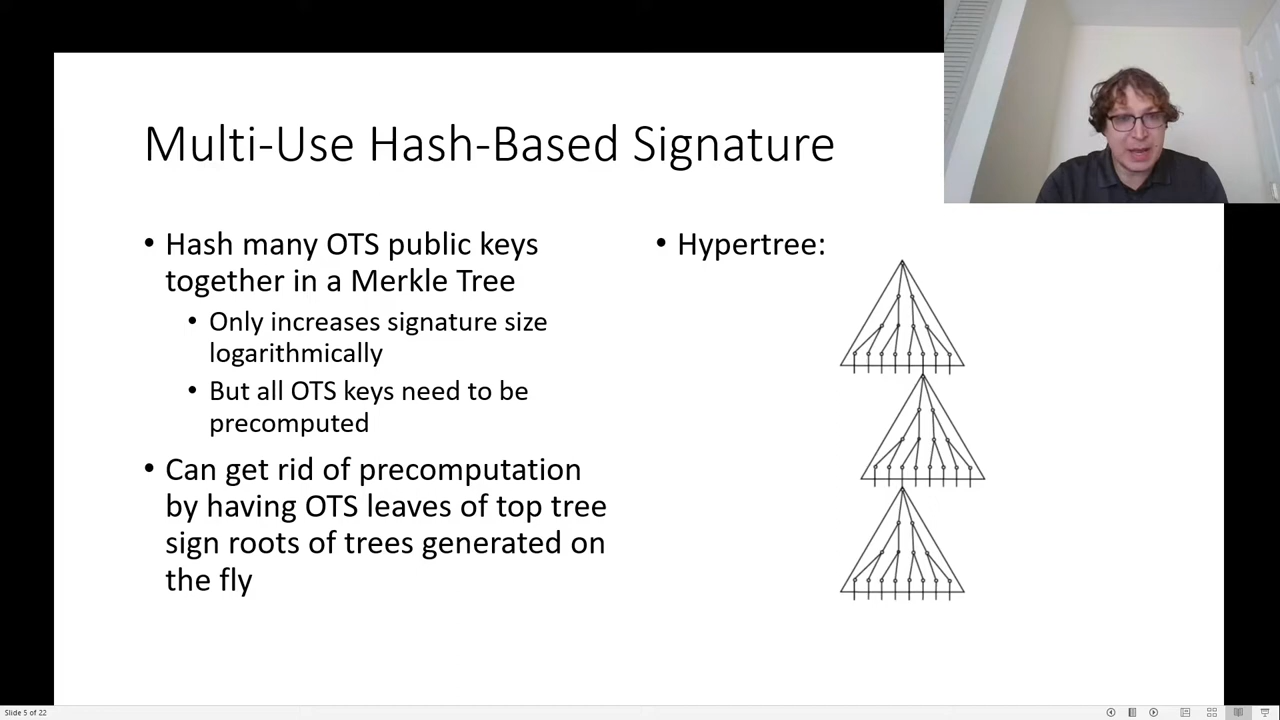 Multi-Use Hash-Based Signature
• Hash many OTS public keys
together in a Merkle Tree
• Only increases signature size
logarithmically
• But all OTS keys need to be
precomputed
• Can get rid of precomputation
by having OTS leaves of top tree
sign roots of trees generated on
the fly
• Hypertree:
Slide 5 of 22